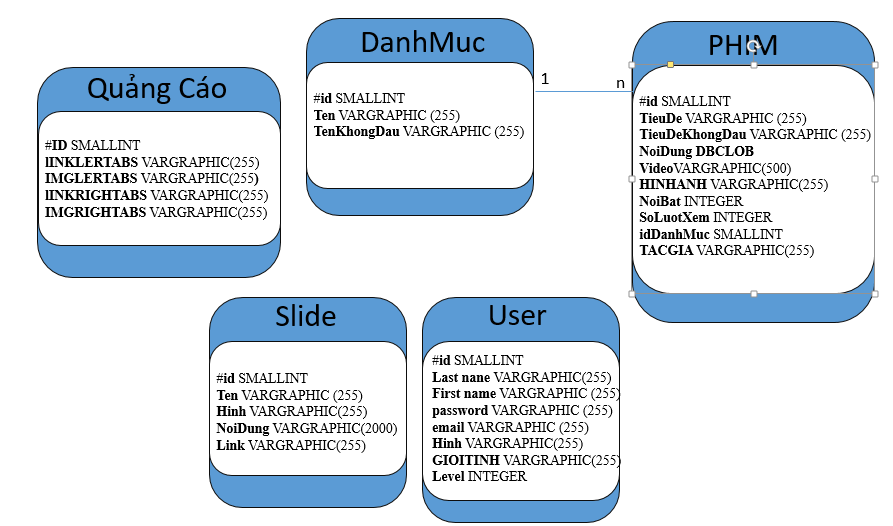 Quảng Cáo
#ID SMALLINT
lINKLERTABS VARGRAPHIC(255)
IMGLERTABS VARGRAPHIC(255)
lINKRIGHTABS VARGRAPHIC(255)
IMGRIGHTABS VARGRAPHIC(255)
DanhMuc
#id SMALLINT
Ten VARGRAPHIC (255)
TenKhongDau VARGRAPHIC (255)
1
n
PHIM
#id SMALLINT
TieuDe VARGRAPHIC (255)
TieuDeKhongDau VARGRAPHIC (255)
NoiDung DBCLOB
VideoVARGRAPHIC(500)
HINHANH VARGRAPHIC(255)
NoiBat INTEGER
SoLuotXem INTEGER
idDanhMuc SMALLINT
TACGIA VARGRAPHIC(255)
Slide
#id SMALLINT
Ten VARGRAPHIC (255)
Hinh VARGRAPHIC(255)
NoiDung VARGRAPHIC(2000)
Link VARGRAPHIC(255)
User
#id SMALLINT
Last nane VARGRAPHIC(255)
First name VARGRAPHIC (255)
password VARGRAPHIC (255)
email VARGRAPHIC (255)
Hinh VARGRAPHIC(255)
GIOITINH VARGRAPHIC(255)
Level INTEGER